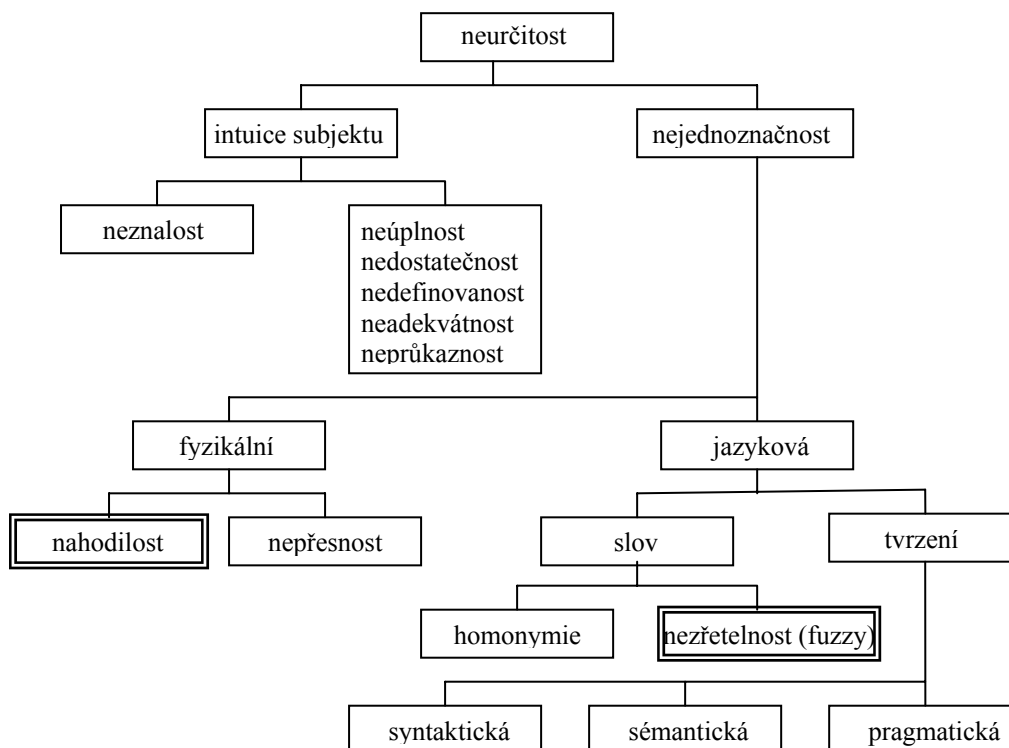 neurčitost
intuice subjektu
nejednoznačnost
neznalost
neúplnost
nedostatečnost
nedefinovanost
neadekvátnost
neprůkaznost
fyzikální
jazyková
nahodilost
nepřesnost
slov
tvrzení
homonymie
nezřetelnost (fuzzy)
syntaktická
sémantická
pragmatická